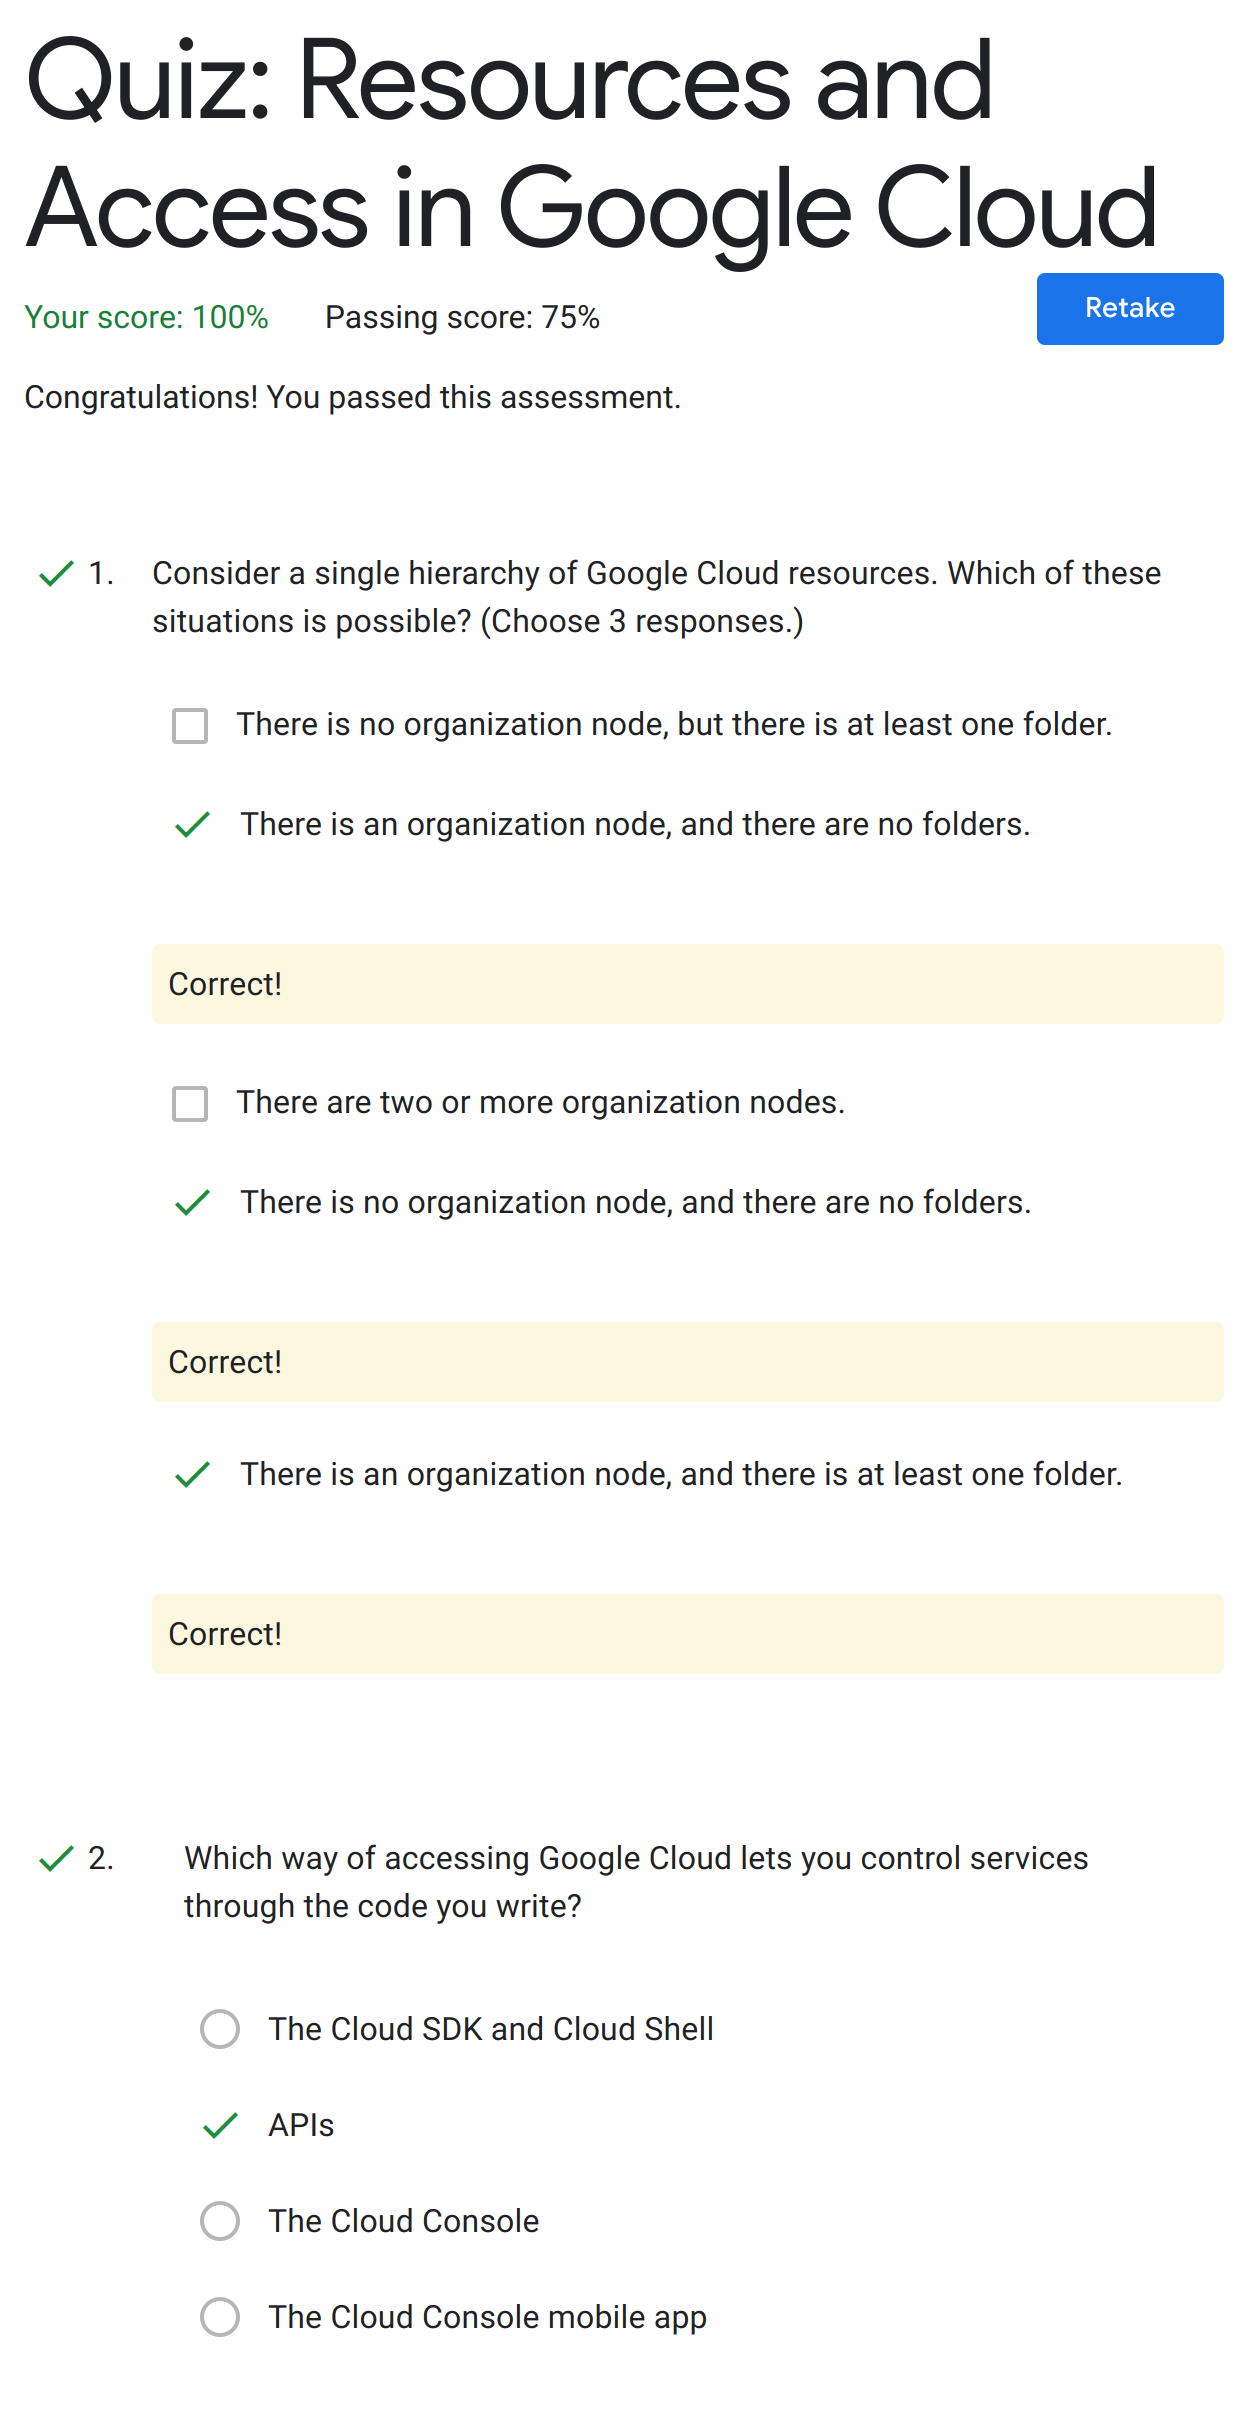 Quiz: Resources and
Access in Google Cloud
Your score: 100% Passing score: 75% Retake
Congratulations! You passed this assessment.
1. Consider a single hierarchy of Google Cloud resources. Which of these
situations is possible? (Choose 3 responses.)
There is no organization node, but there is at least one folder.
There is an organization node, and there are no folders.
Correct!
There are two or more organization nodes.
There is no organization node, and there are no folders.
Correct!
There is an organization node, and there is at least one folder.
Correct!
2. Which way of accessing Google Cloud lets you control services
through the code you write?
The Cloud SDK and Cloud Shell
APIs
The Cloud Console
The Cloud Console mobile app